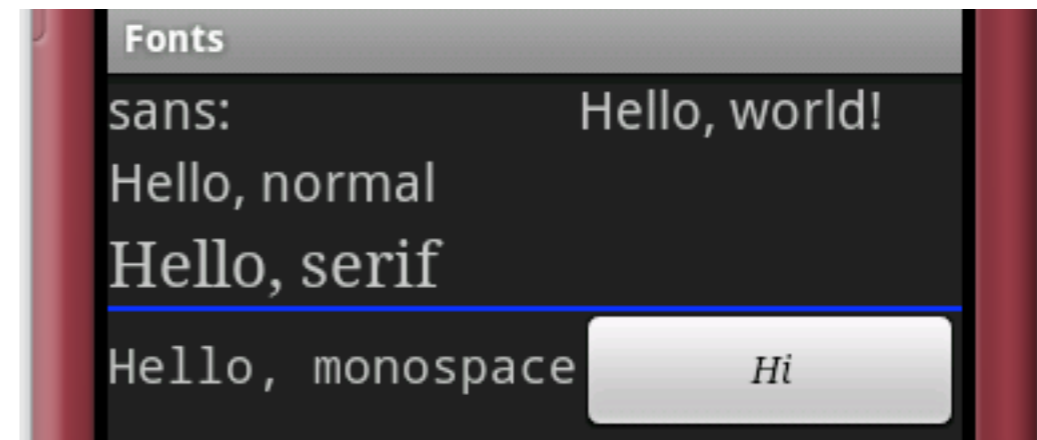 Fonts
sans: Hello, world!
Hello, normal
Hello, serif
Hello, monospace Hi